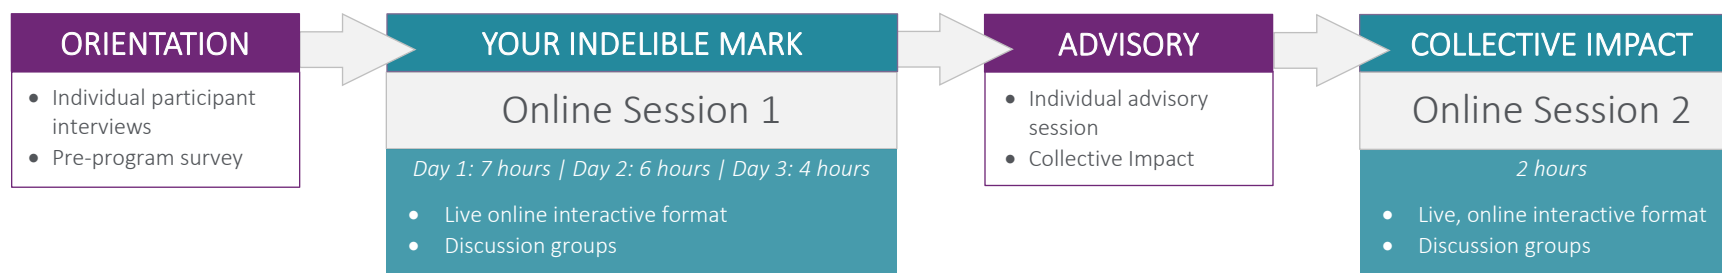 ORIENTATION
• Individual participant
interviews
• Pre-program survey
YOUR INDELIBLE MARK
Online Session 1
Day 1: 7 hours | Day 2: 6 hours | Day 3: 4 hours
• Live online interactive format
• Discussion groups
ADVISORY
• Individual advisory
session
• Collective Impact
COLLECTIVE IMPACT
Online Session 2
2 hours
• Live, online interactive format
• Discussion groups